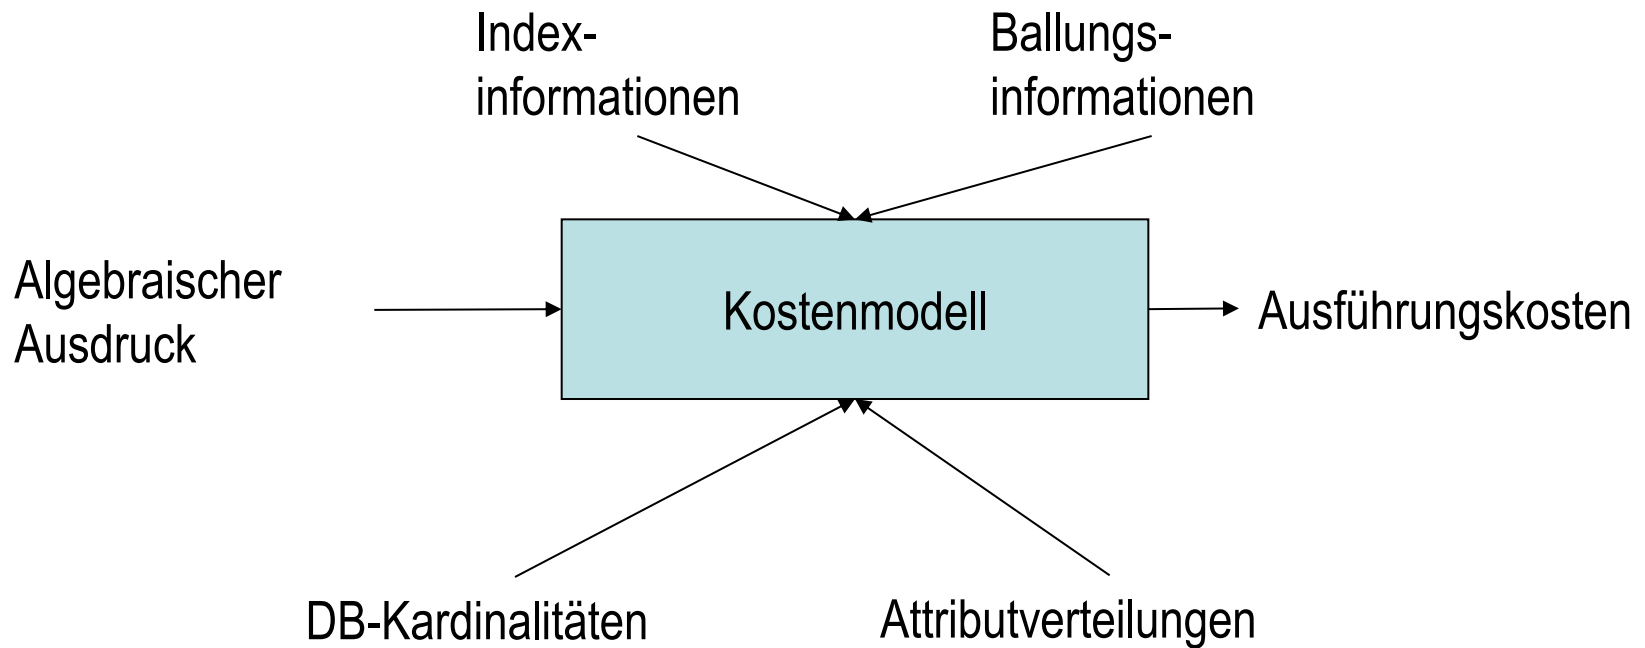 Index-
informationen
Ballungs-
informationen
Algebraischer
Ausdruck
Kostenmodell
Ausführungskosten
DB-Kardinalitäten
Attributverteilungen